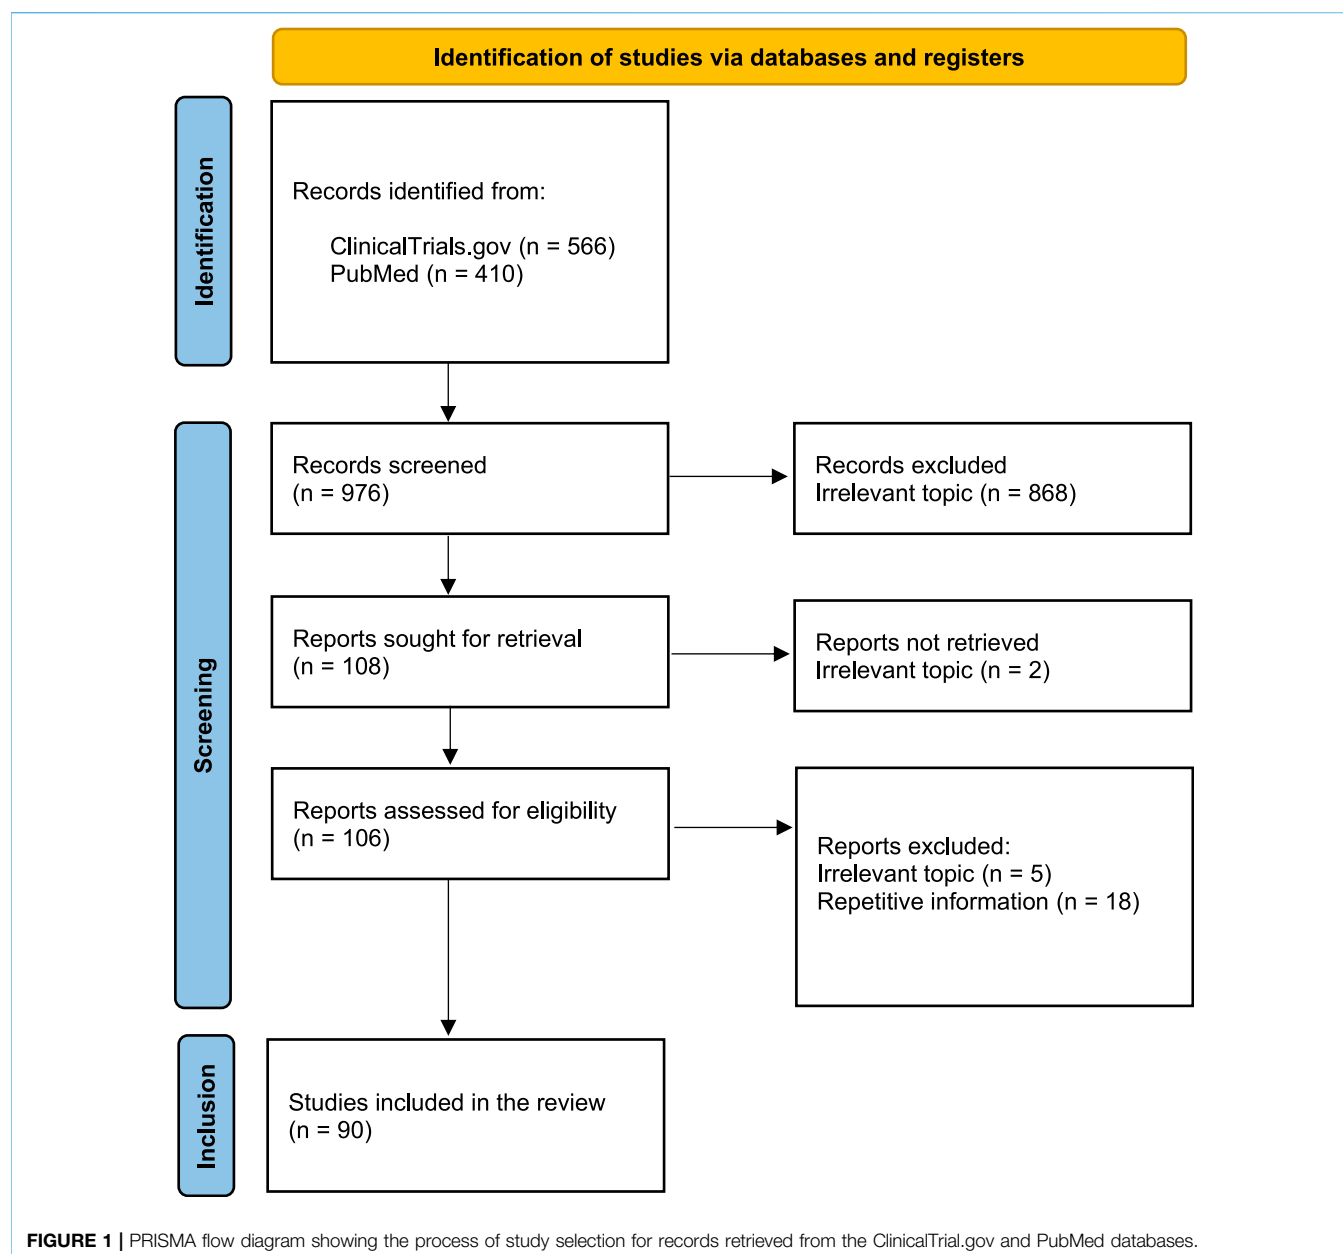 Identification of studies via databases and registers
Identification
Records identified from:
ClinicalTrials.gov (n = 566)
PubMed (n = 410)
Screening
Records screened
(n = 976)
Records excluded
Irrelevant topic (n = 868)
Reports sought for retrieval
(n = 108)
Reports not retrieved
Irrelevant topic (n = 2)
Reports assessed for eligibility
(n = 106)
Reports excluded:
Irrelevant topic (n = 5)
Repetitive information (n = 18)
Inclusion
Studies included in the review
(n = 90)
FIGURE 1 | PRISMA flow diagram showing the process of study selection for records retrieved from the ClinicalTrial.gov and PubMed databases.